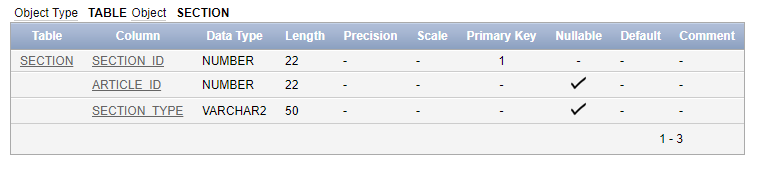 Object Type TABLE Object SECTION
Table Column Data Type Length Precision Scale Primary Key Nullable Default Comment
SECTION SECTION_ID NUMBER 22 - - 1 - - -
ARTICLE_ID NUMBER 22 - - - ✓ - -
SECTION_TYPE VARCHAR2 50 - - - ✓ - -
1 - 3